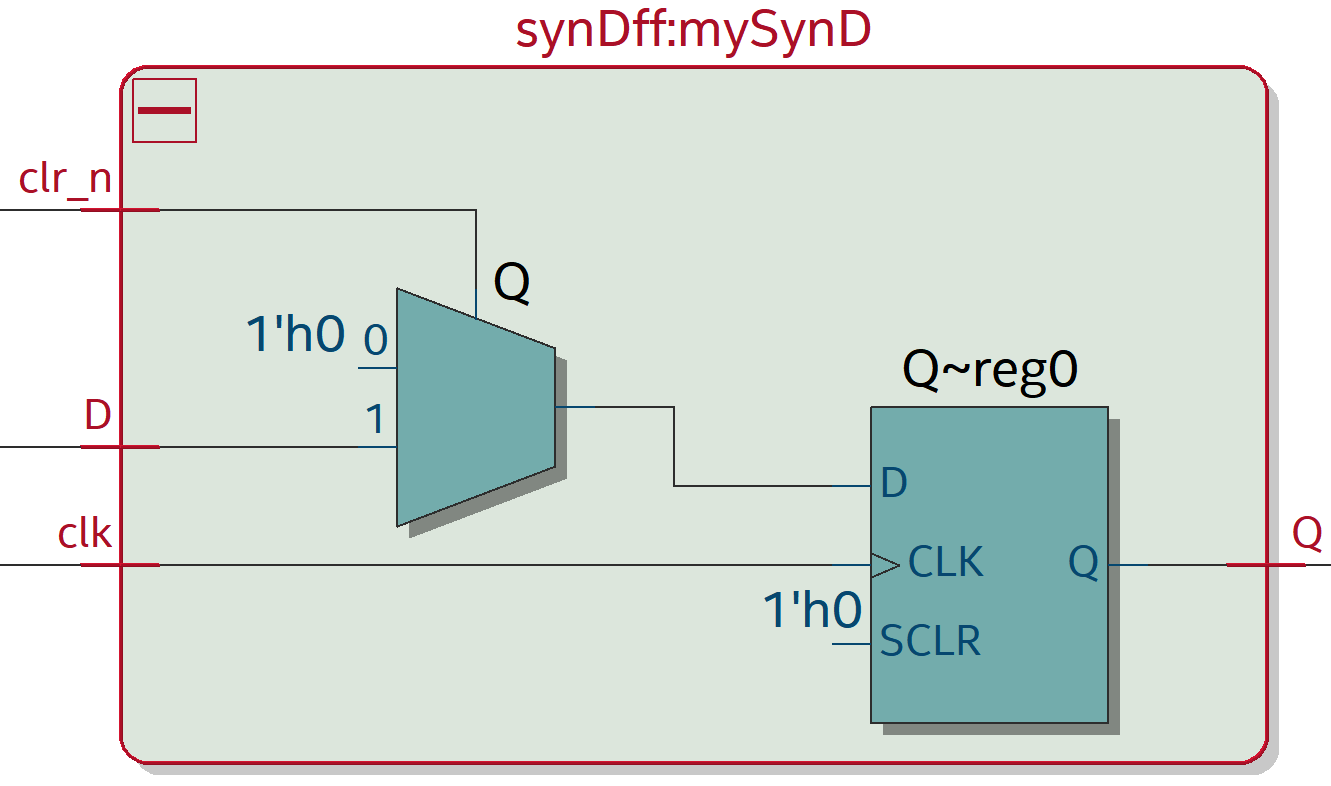 synDff:mySynD
clr_n
Q
1'h0 0
Q~reg0
D
1
D
clk
CLK
Q
Q
1'h0
SCLR